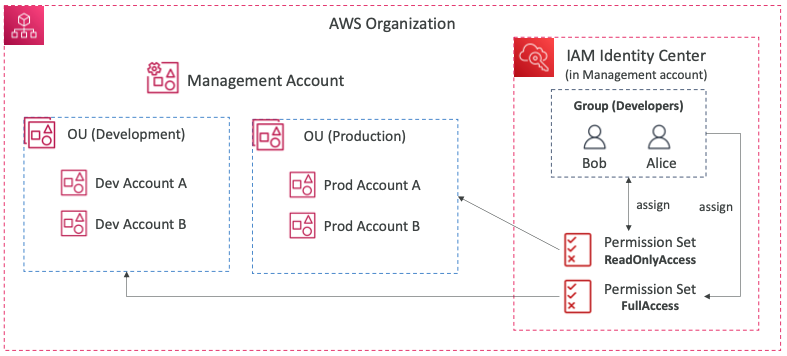 AWS Organization
Management Account
IAM Identity Center
(in Management account)
Group (Developers)
Bob
Alice
OU (Development)
Dev Account A
Dev Account B
OU (Production)
Prod Account A
Prod Account B
assign
assign
Permission Set
ReadOnlyAccess
Permission Set
FullAccess